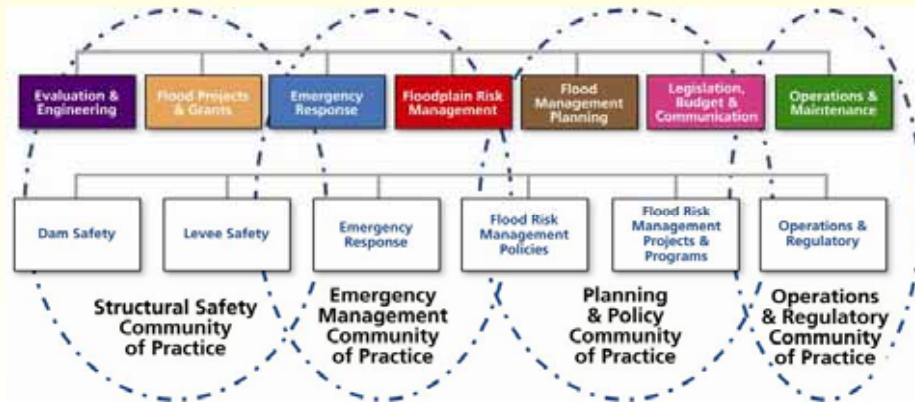 Evaluation &
Engineering
Flood Projects
& Grants
Emergency
Response
Floodplain Risk
Management
Flood
Management
Planning
Legislation,
Budget &
Communication
Operations &
Maintenance
Dam Safety
Levee Safety
Emergency
Response
Flood Risk
Management
Policies
Flood Risk
Management
Projects &
Programs
Operations &
Regulatory
Structural Safety
Community
of Practice
Emergency
Management
Community
of Practice
Planning
& Policy
Community
of Practice
Operations
& Regulatory
Community
of Practice